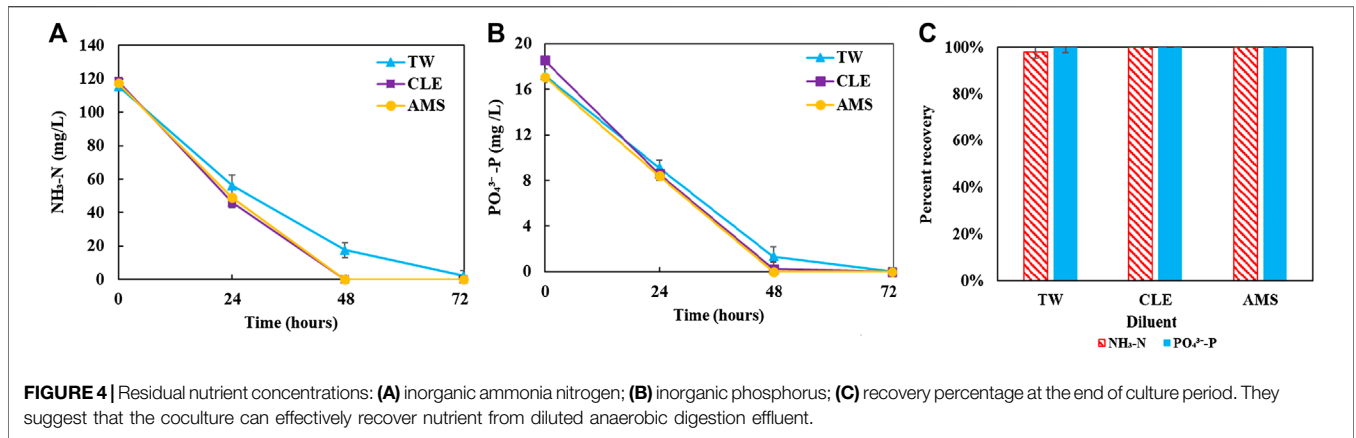 A
140
120
100
80
60
40
20
0
NH₃-N (mg/L)
0 24 48 72
Time (hours)
TW
CLE
AMS
B
20
16
12
8
4
0
PO₄³⁻ -P (mg /L)
0 24 48 72
Time (hours)
TW
CLE
AMS
C
100%
80%
60%
40%
20%
0%
Percent recovery
TW CLE AMS
Diluent
NH₃-N PO₄³⁻-P
FIGURE 4 | Residual nutrient concentrations: (A) inorganic ammonia nitrogen; (B) inorganic phosphorus; (C) recovery percentage at the end of culture period. They
suggest that the coculture can effectively recover nutrient from diluted anaerobic digestion effluent.